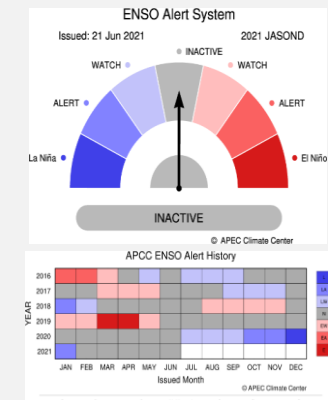 ENSO Alert System
Issued: 21 Jun 2021 2021 JASOND
INACTIVE
WATCH WATCH
ALERT ALERT
La Niña El Niño
INACTIVE
© APEC Climate Center
APCC ENSO Alert History
YEAR
2016
2017
2018
2019
2020
2021
JAN FEB MAR APR MAY JUN JUL AUG SEP OCT NOV DEC
Issued Month
© APEC Climate Center